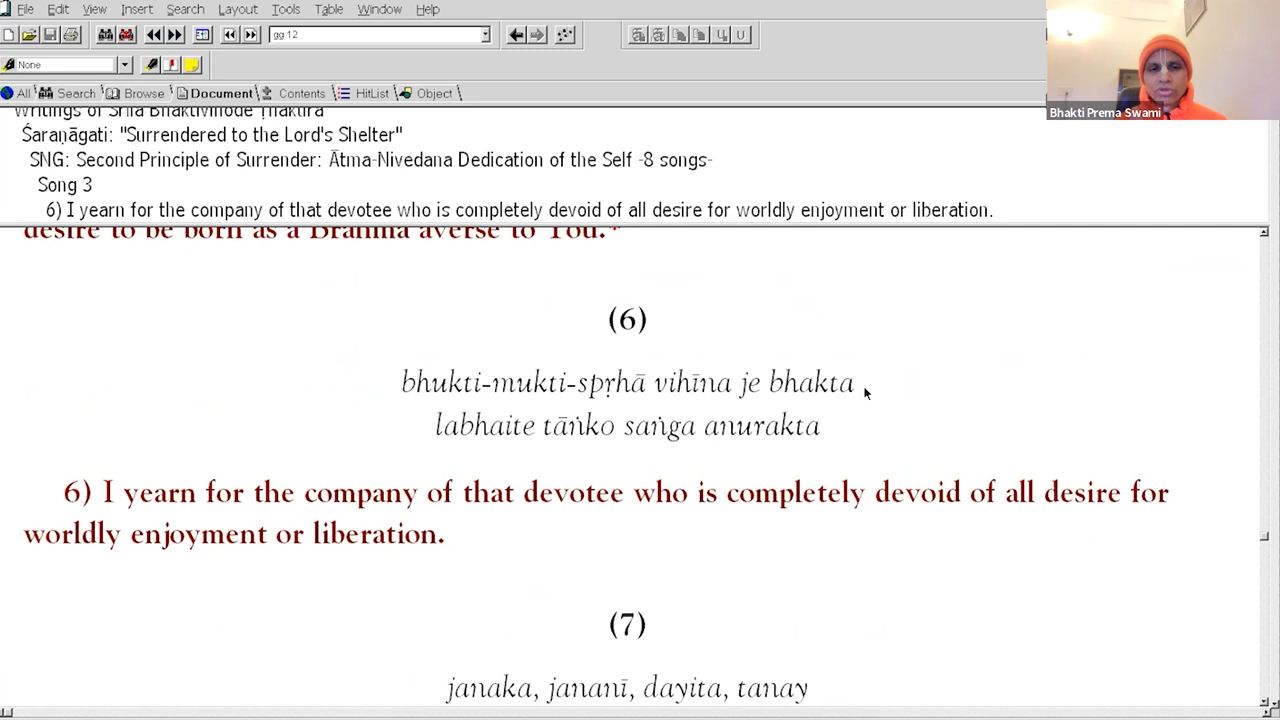 File Edit View Insert Search Layout Tools Table Window Help
gg 12
None
All Search Browse Document Contents HitList Object
Writings of Śrīla Bhaktivinode Ṭhākura
Śaraṇāgati: "Surrendered to the Lord's Shelter"
SNG: Second Principle of Surrender: Ātma-Nivedana Dedication of the Self -8 songs-
Song 3
6) I yearn for the company of that devotee who is completely devoid of all desire for worldly enjoyment or liberation.
Bhakti Prema Swami
desire to be born as a Brahma averse to You.*
(6)
bhukti-mukti-spṛhā vihīna je bhakta
labhaite tāṅko saṅga anurakta
6) I yearn for the company of that devotee who is completely devoid of all desire for
worldly enjoyment or liberation.
(7)
janaka, jananī, dayita, tanay